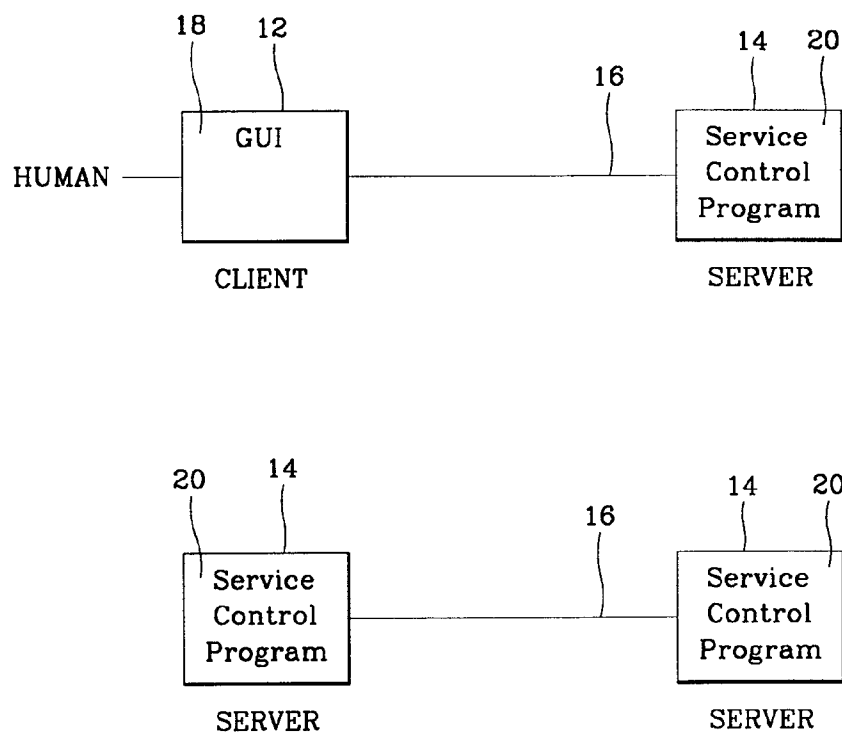 18
12
14
20
16
HUMAN
GUI
Service
Control
Program
CLIENT
SERVER
20
14
14
20
16
Service
Control
Program
Service
Control
Program
SERVER
SERVER